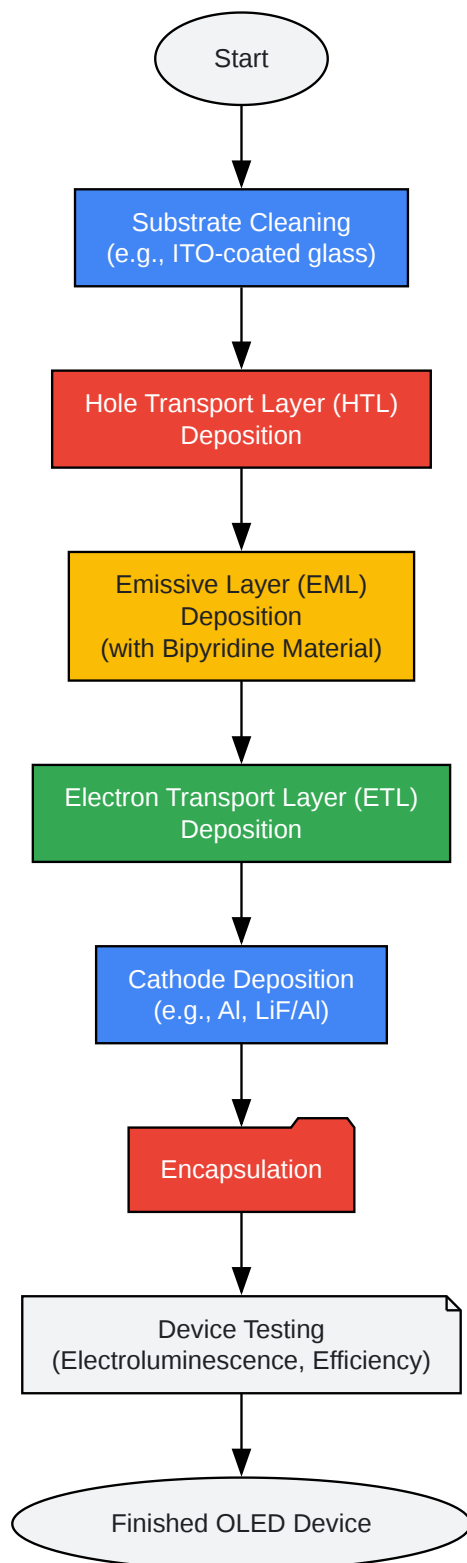 Start
Substrate Cleaning
(e.g., ITO-coated glass)
Hole Transport Layer (HTL)
Deposition
Emissive Layer (EML)
Deposition
(with Bipyridine Material)
Electron Transport Layer (ETL)
Deposition
Cathode Deposition
(e.g., Al, LiF/Al)
Encapsulation
Device Testing
(Electroluminescence, Efficiency)
Finished OLED Device